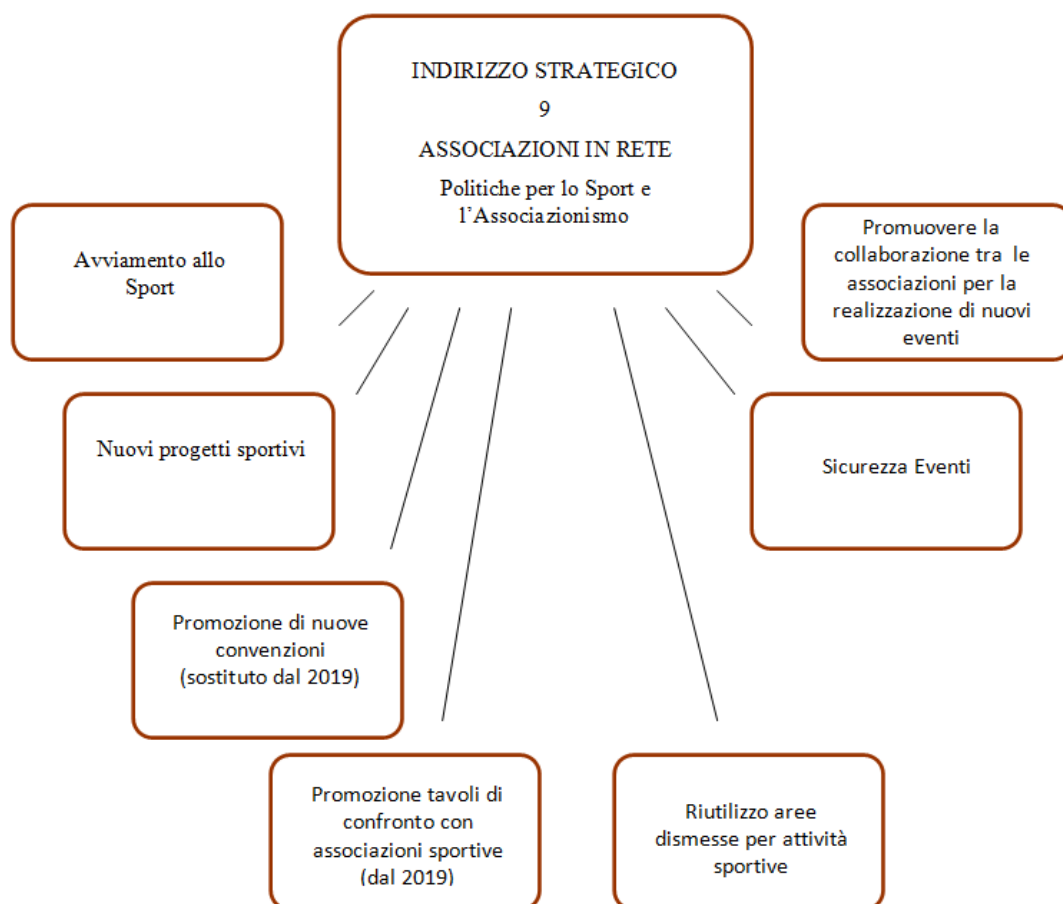 INDIRIZZO STRATEGICO
9
ASSOCIAZIONI IN RETE
Politiche per lo Sport e
l’Associazionismo
Avviamento allo
Sport
Nuovi progetti sportivi
Promozione di nuove
convenzioni
(sostituto dal 2019)
Promozione tavoli di
confronto con
associazioni sportive
(dal 2019)
Riutilizzo aree
dismesse per attività
sportive
Sicurezza Eventi
Promuovere la
collaborazione tra le
associazioni per la
realizzazione di nuovi
eventi